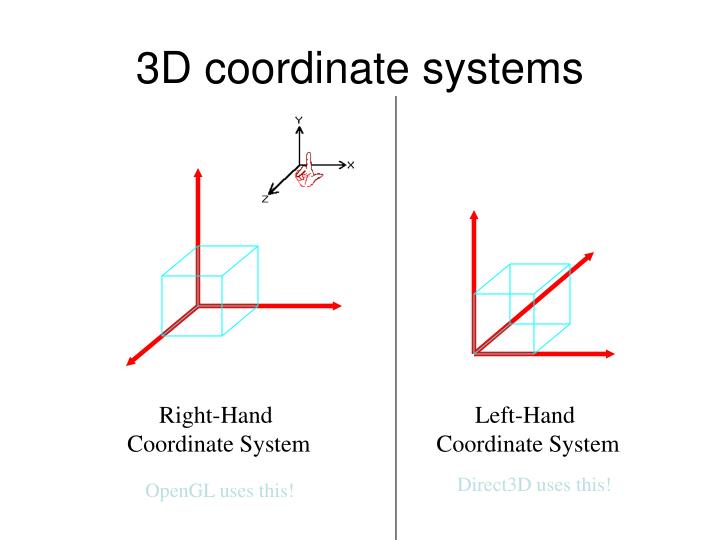 3D coordinate systems
Y
X
Z
Right-Hand
Coordinate System
OpenGL uses this!
Left-Hand
Coordinate System
Direct3D uses this!